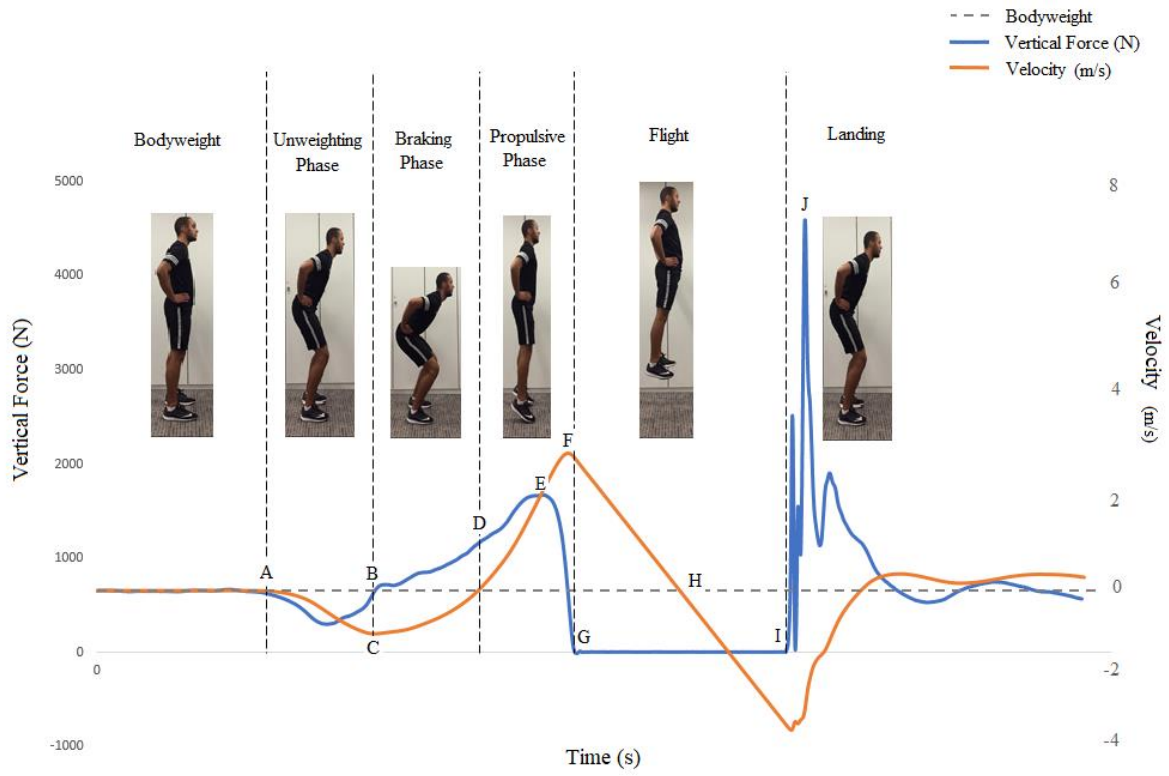 Bodyweight
Vertical Force (N)
Velocity (m/s)
Bodyweight
Unweighting
Phase
Braking
Phase
Propulsive
Phase
Flight
Landing
5000
4000
3000
2000
1000
0
-1000
0
Vertical Force (N)
A
B
C
D
E
F
G
H
I
J
8
6
4
2
0
-2
-4
Velocity (m/s)
Time (s)